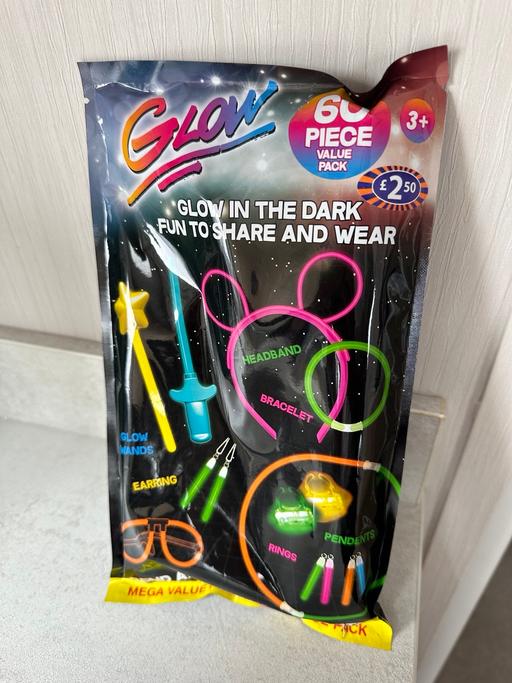 GLOW
60
PIECE
VALUE
PACK
3+
£2.50
GLOW IN THE DARK
FUN TO SHARE AND WEAR
HEADBAND
BRACELET
GLOW
WANDS
EARRING
PENDENTS
RINGS
MEGA VALUE
PACK